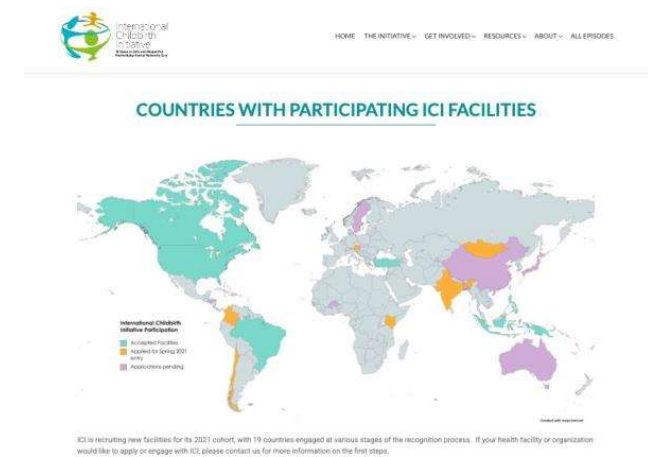 International
Childbirth
Initiative
HOME THE INITIATIVE GET INVOLVED RESOURCES ABOUT ALL EPISODES
COUNTRIES WITH PARTICIPATING ICI FACILITIES
International Childbirth
Initiative Participation
Accepted Facilities
Applied for Spring 2021
entry
Applications pending
ICI is recruiting new facilities for its 2021 cohort, with 19 countries engaged at various stages of the recognition process. If your health facility or organization
would like to apply or engage with ICI, please contact us for more information on the first steps.